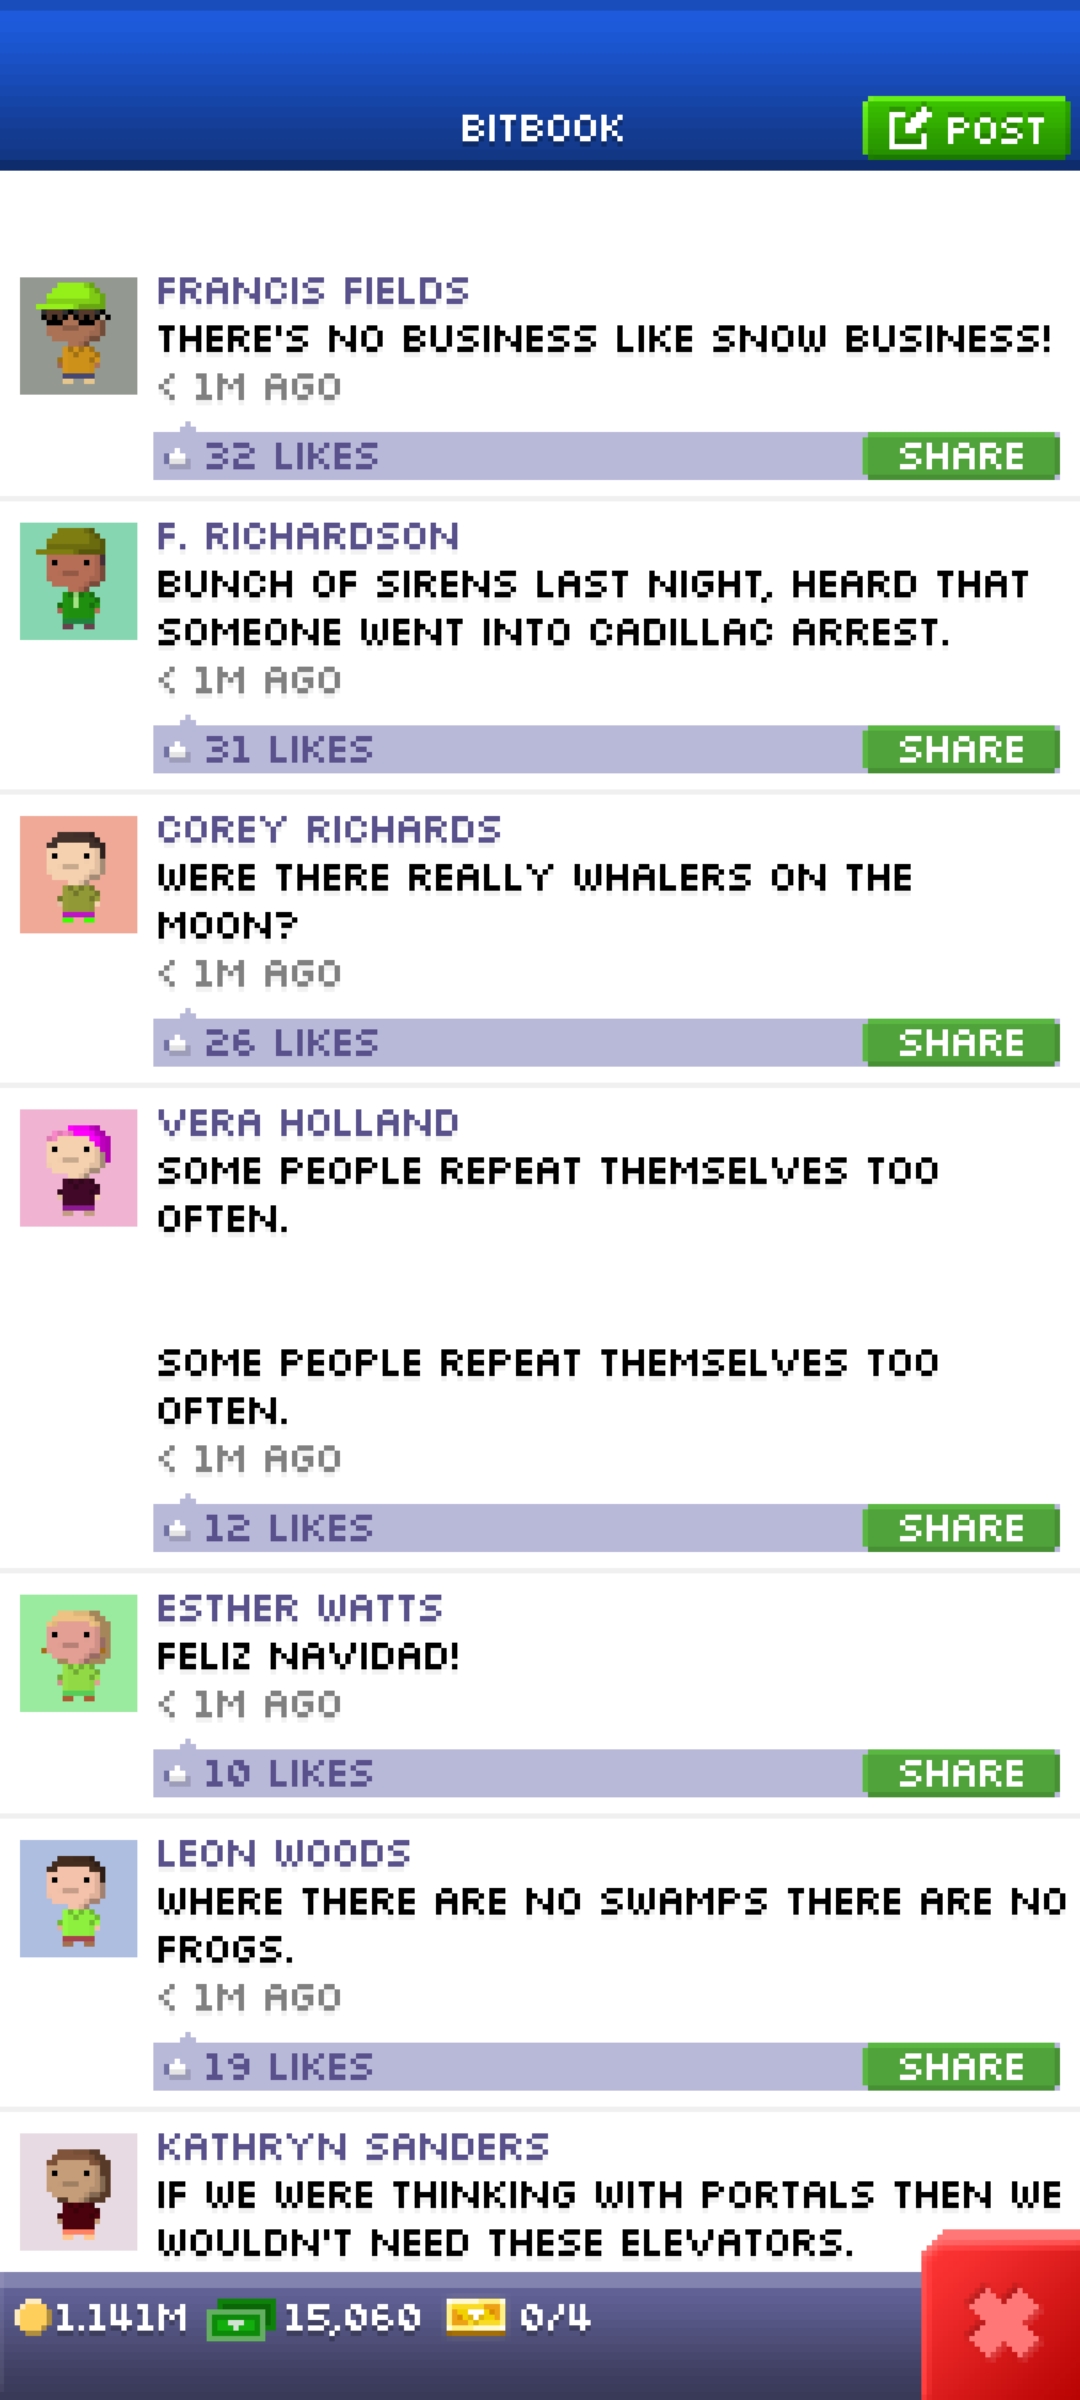 BITBOOK
POST
FRANCIS FIELDS
THERE'S NO BUSINESS LIKE SNOW BUSINESS!
< 1M AGO
32 LIKES
SHARE
F. RICHARDSON
BUNCH OF SIRENS LAST NIGHT, HEARD THAT
SOMEONE WENT INTO CADILLAC ARREST.
< 1M AGO
31 LIKES
SHARE
COREY RICHARDS
WERE THERE REALLY WHALERS ON THE
MOON?
< 1M AGO
26 LIKES
SHARE
VERA HOLLAND
SOME PEOPLE REPEAT THEMSELVES TOO
OFTEN.
SOME PEOPLE REPEAT THEMSELVES TOO
OFTEN.
< 1M AGO
12 LIKES
SHARE
ESTHER WATTS
FELIZ NAVIDAD!
< 1M AGO
10 LIKES
SHARE
LEON WOODS
WHERE THERE ARE NO SWAMPS THERE ARE NO
FROGS.
< 1M AGO
19 LIKES
SHARE
KATHRYN SANDERS
IF WE WERE THINKING WITH PORTALS THEN WE
WOULDN'T NEED THESE ELEVATORS.
1.141M 15,060 0/4